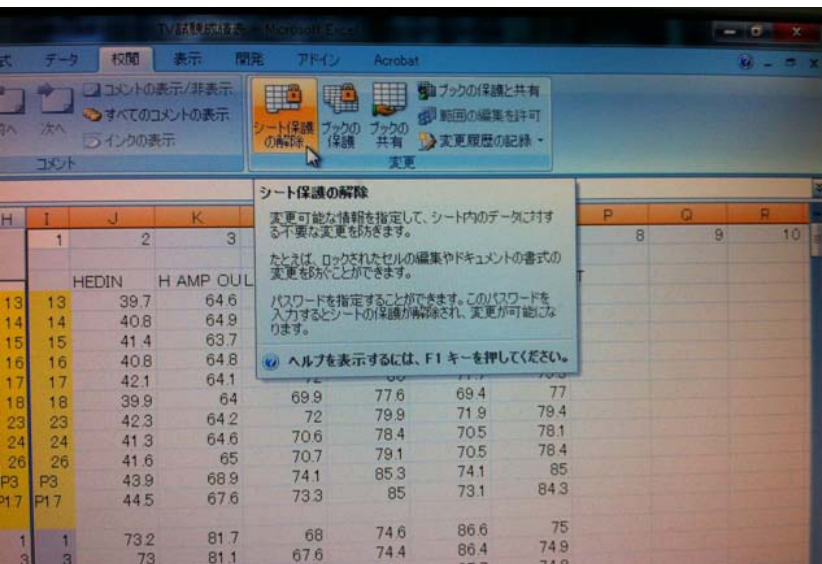 TV試験成績表 - Microsoft Excel
式 データ 校閲 表示 開発 アドイン Acrobat
コメントの表示/非表示
すべてのコメントの表示
インクの表示
次へ
コメント
シート保護の解除
ブックの保護
ブックの共有
ブックの保護と共有
範囲の編集を許可
変更履歴の記録
変更
シート保護の解除
変更可能な情報を指定して、シート内のデータに対す
る不要な変更を防ぎます。
たとえば、ロックされたセルの編集やドキュメントの書式の
変更を防ぐことができます。
パスワードを指定することができます。このパスワードを
入力するとシートの保護が解除され、変更が可能にな
ります。
ヘルプを表示するには、F1 キーを押してください。
H I J K P Q R
1 2 3 8 9 10
HEDIN H AMP OUL T
13 13 39.7 64.6
14 14 40.8 64.9
15 15 41.4 63.7
16 16 40.8 64.8
17 17 42.1 64.1
18 18 39.9 64 69.9 77.6 69.4 77
23 23 42.3 64.2 72 79.9 71.9 79.4
24 24 41.3 64.6 70.6 78.4 70.5 78.1
26 26 41.6 65 70.7 79.1 70.5 78.4
P3 P3 43.9 68.9 74.1 85.3 74.1 85
P17 P17 44.5 67.6 73.3 85 73.1 84.3
1 1 73.2 81.7 68 74.6 86.6 75
3 3 73 81.1 67.6 74.4 86.4 74.9